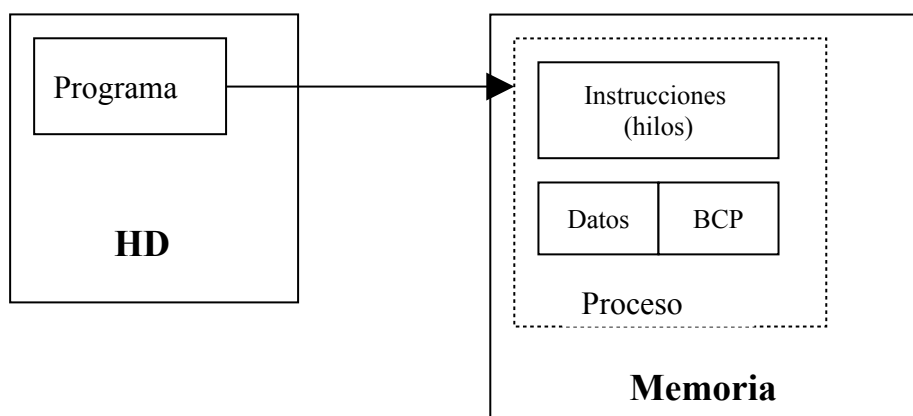 Programa
HD
Instrucciones
(hilos)
Datos
BCP
Proceso
Memoria